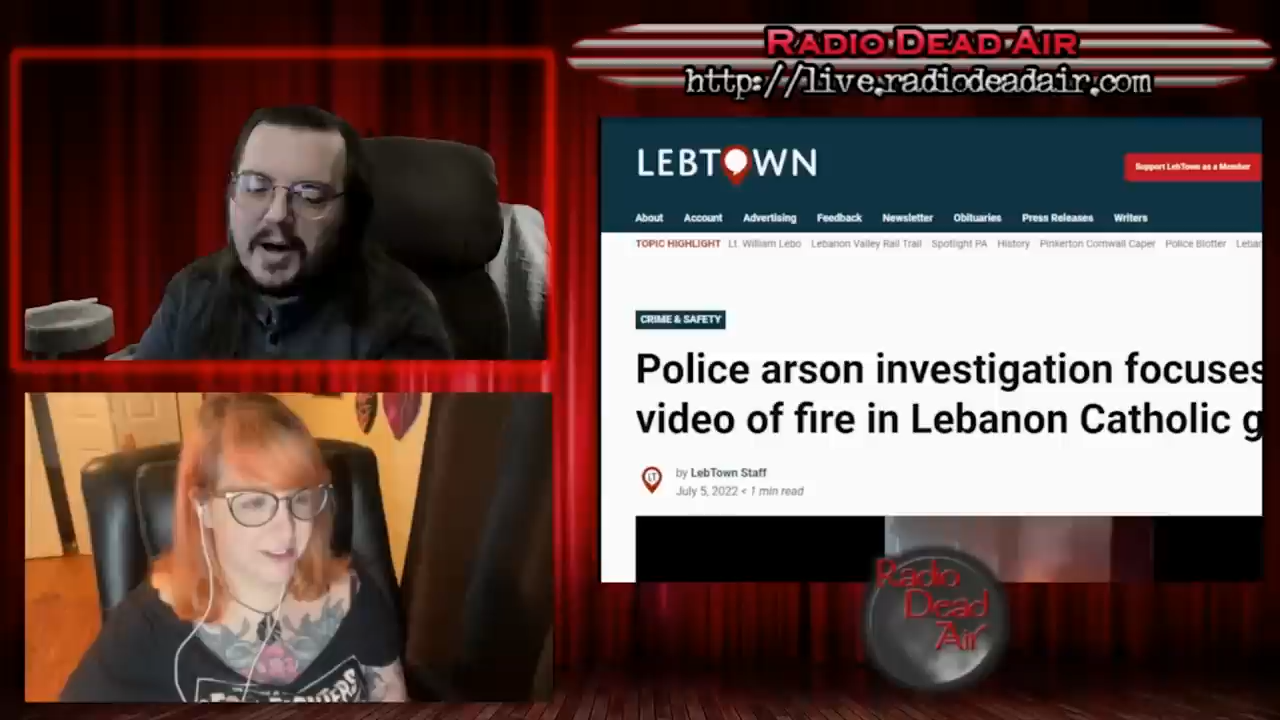 Radio Dead Air
http://live.radiodeadair.com
LEBTOWN
Support LebTown as a Member
About Account Advertising Feedback Newsletter Obituaries Press Releases Writers
TOPIC HIGHLIGHT Lt. William Lebo Lebanon Valley Rail Trail Spotlight PA History Pinkerton Cornwall Caper Police Blotter Lebar
CRIME & SAFETY
Police arson investigation focuses
video of fire in Lebanon Catholic g
LT
by LebTown Staff
July 5, 2022 < 1 min read
Radio
Dead
Air